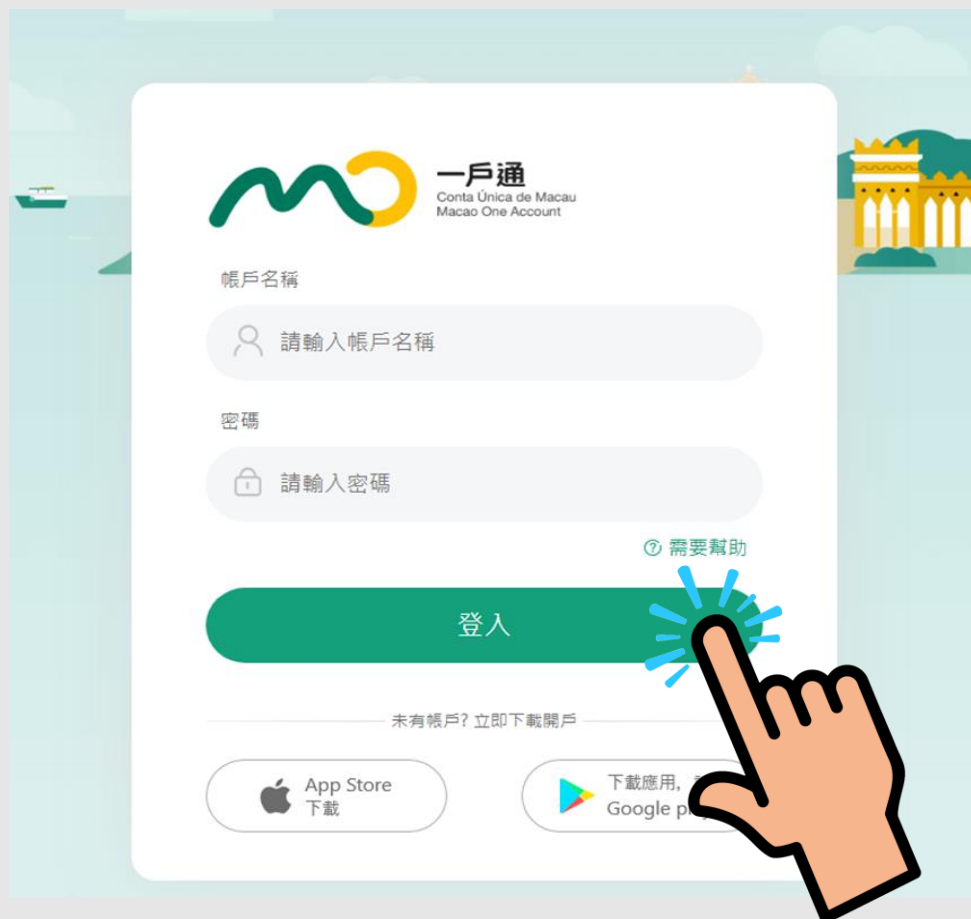 一戶通
Conta Única de Macau
Macao One Account
帳戶名稱
請輸入帳戶名稱
密碼
請輸入密碼
需要幫助
登入
未有帳戶? 立即下載開戶
App Store
下載
下載應用,
Google